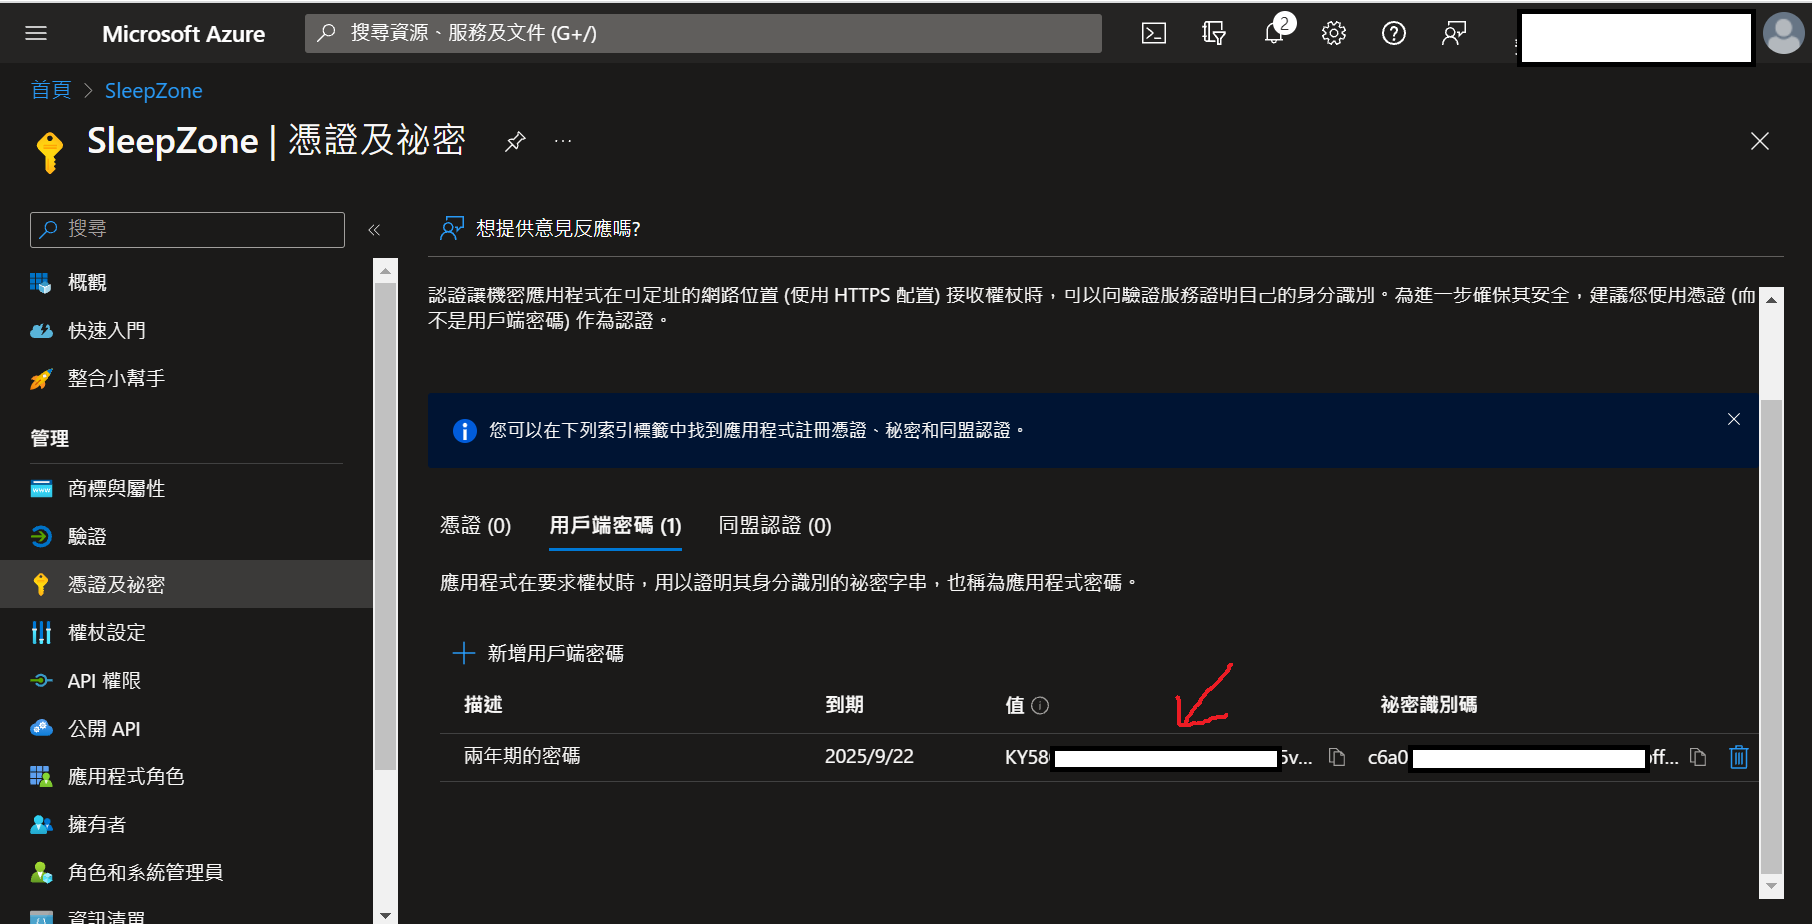 Microsoft Azure
搜尋資源、服務及文件 (G+/)
2
首頁 > SleepZone
SleepZone | 憑證及祕密
搜尋
概觀
快速入門
整合小幫手
管理
商標與屬性
驗證
憑證及祕密
權杖設定
API 權限
公開 API
應用程式角色
擁有者
角色和系統管理員
資訊清單
想提供意見反應嗎?
認證讓機密應用程式在可定址的網路位置 (使用 HTTPS 配置) 接收權杖時，可以向驗證服務證明自己的身分識別。為進一步確保其安全，建議您使用憑證 (而
不是用戶端密碼) 作為認證。
您可以在下列索引標籤中找到應用程式註冊憑證、秘密和同盟認證。
憑證 (0) 用戶端密碼 (1) 同盟認證 (0)
應用程式在要求權杖時，用以證明其身分識別的祕密字串，也稱為應用程式密碼。
新增用戶端密碼
描述 到期 值 祕密識別碼
兩年期的密碼 2025/9/22 KY58 5v... c6a0 ff...